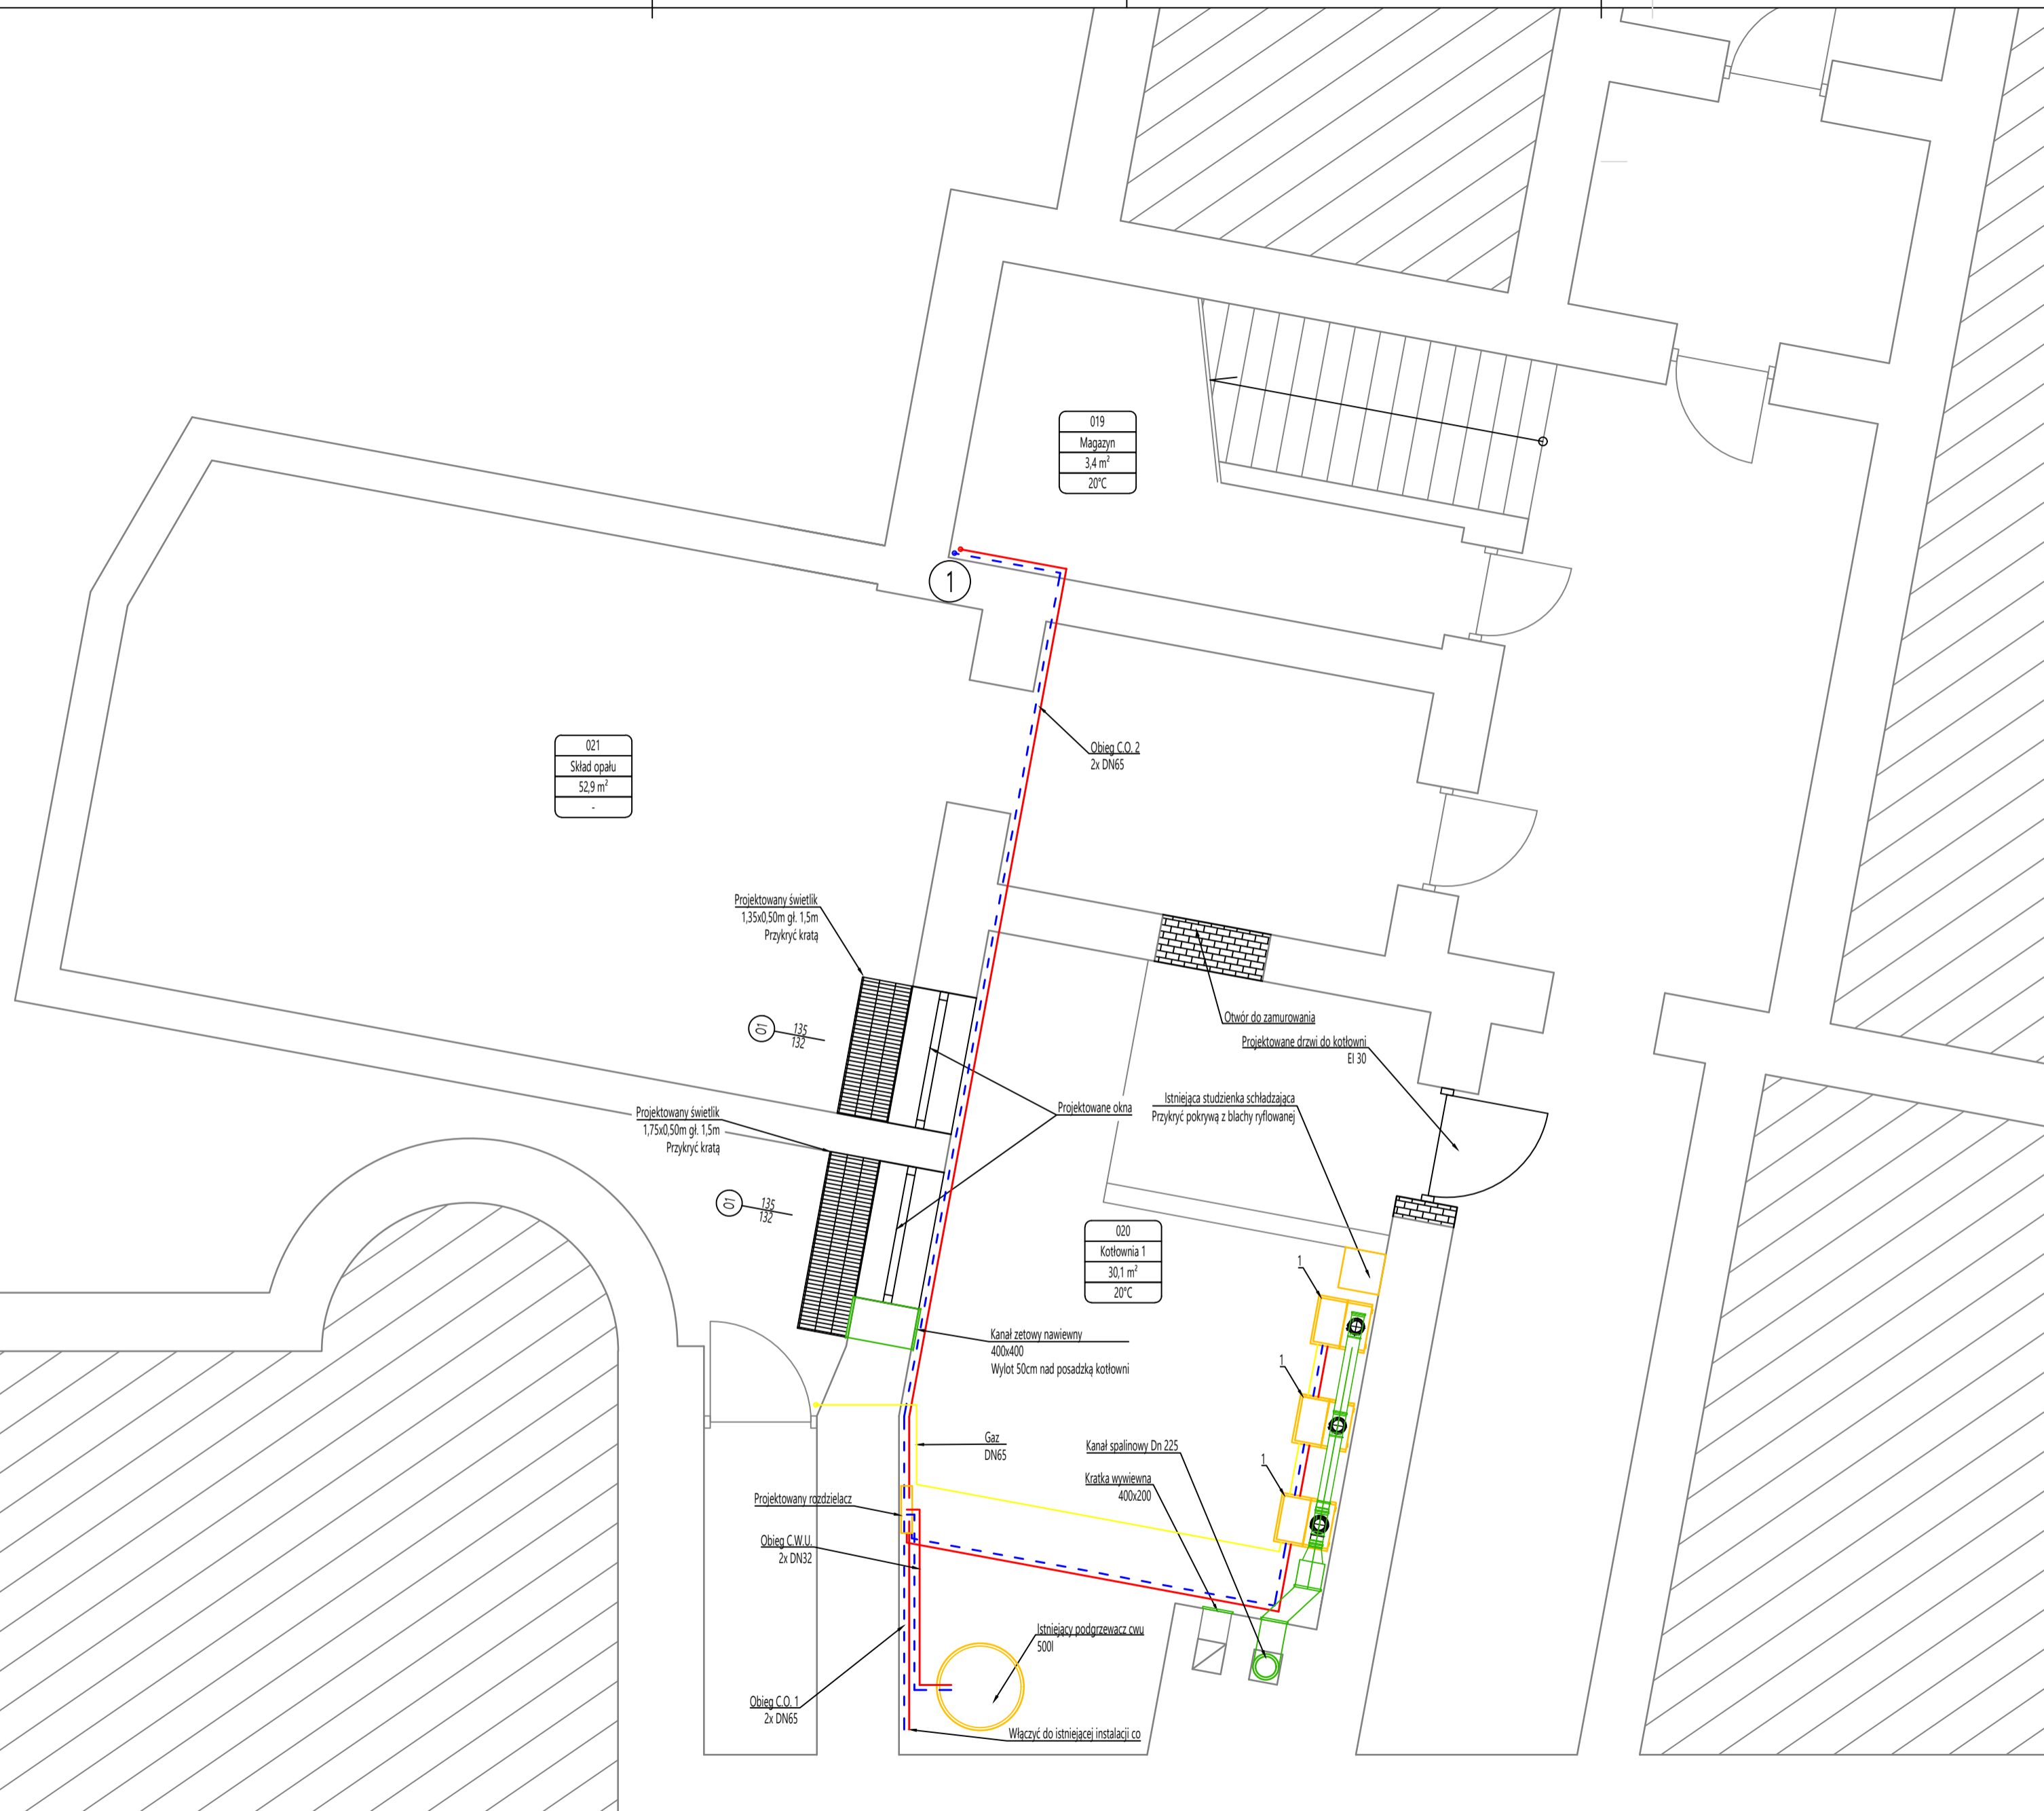 019
Magazyn
3,4 m²
20°C
1
Obieg C.O. 2
2x DN65
021
Skład opału
52,9 m²
-
Projektowany świetlik
1,35x0,50m gł. 1,5m
Przykryć kratą
O1
135
132
Otwór do zamurowania
Projektowane drzwi do kotłowni
EI 30
Projektowane okna
Istniejąca studzienka schładzająca
Przykryć pokrywą z blachy ryflowanej
Projektowany świetlik
1,75x0,50m gł. 1,5m
Przykryć kratą
O1
135
132
020
Kotłownia 1
30,1 m²
20°C
1
1
1
Kanał zetowy nawiewny
400x400
Wylot 50cm nad posadzką kotłowni
Gaz
DN65
Kanał spalinowy Dn 225
Kratka wywiewna
400x200
Projektowany rozdzielacz
Obieg C.W.U.
2x DN32
Istniejący podgrzewacz cwu
500l
Obieg C.O. 1
2x DN65
Włączyć do istniejącej instalacji co